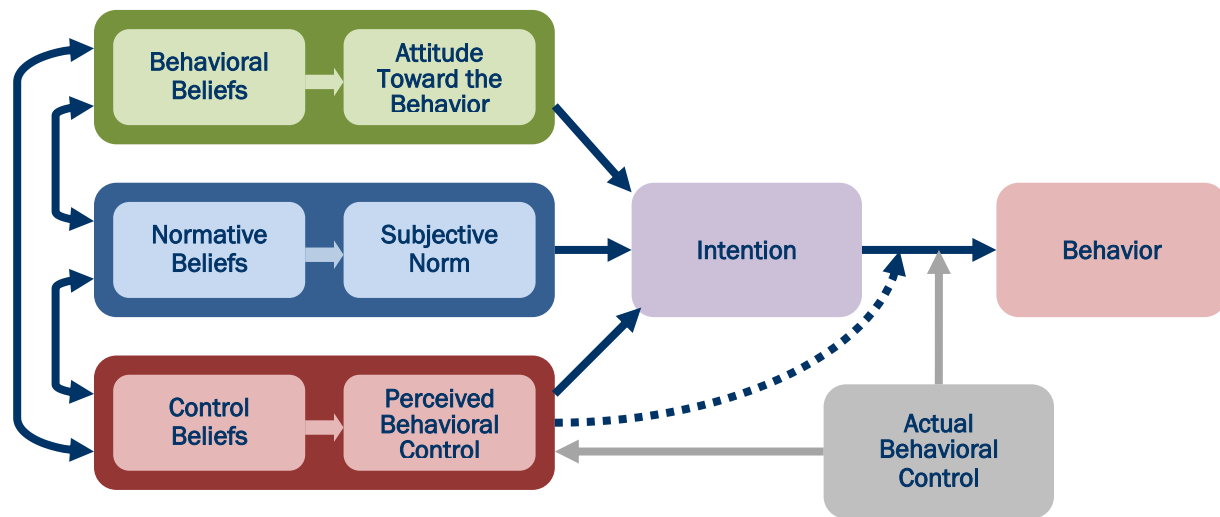 Behavioral
Beliefs
Attitude
Toward the
Behavior
Normative
Beliefs
Subjective
Norm
Intention
Behavior
Control
Beliefs
Perceived
Behavioral
Control
Actual
Behavioral
Control